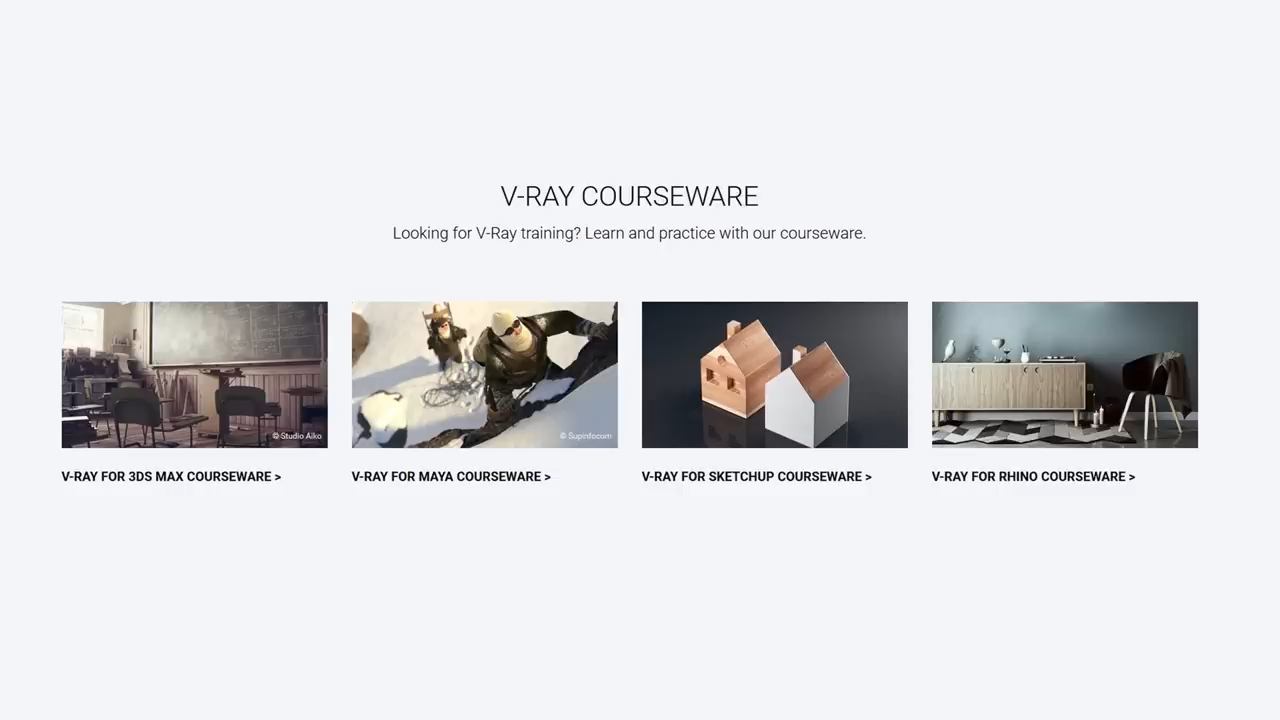 V-RAY COURSEWARE
Looking for V-Ray training? Learn and practice with our courseware.
© Studio Aiko
© Supinfocom
V-RAY FOR 3DS MAX COURSEWARE >
V-RAY FOR MAYA COURSEWARE >
V-RAY FOR SKETCHUP COURSEWARE >
V-RAY FOR RHINO COURSEWARE >